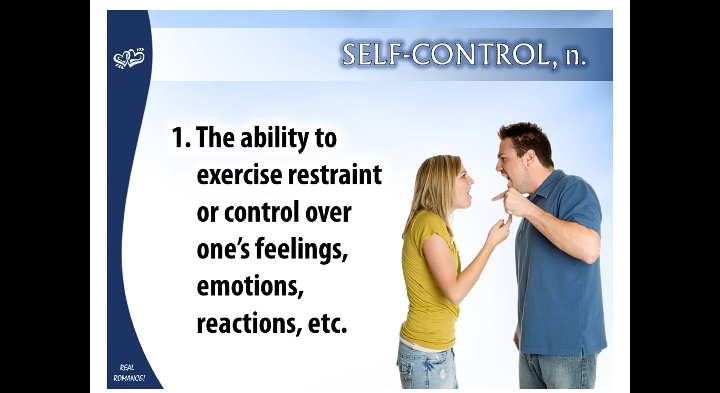 SELF-CONTROL, n.
1. The ability to
exercise restraint
or control over
one’s feelings,
emotions,
reactions, etc.
REAL
ROMANCE!